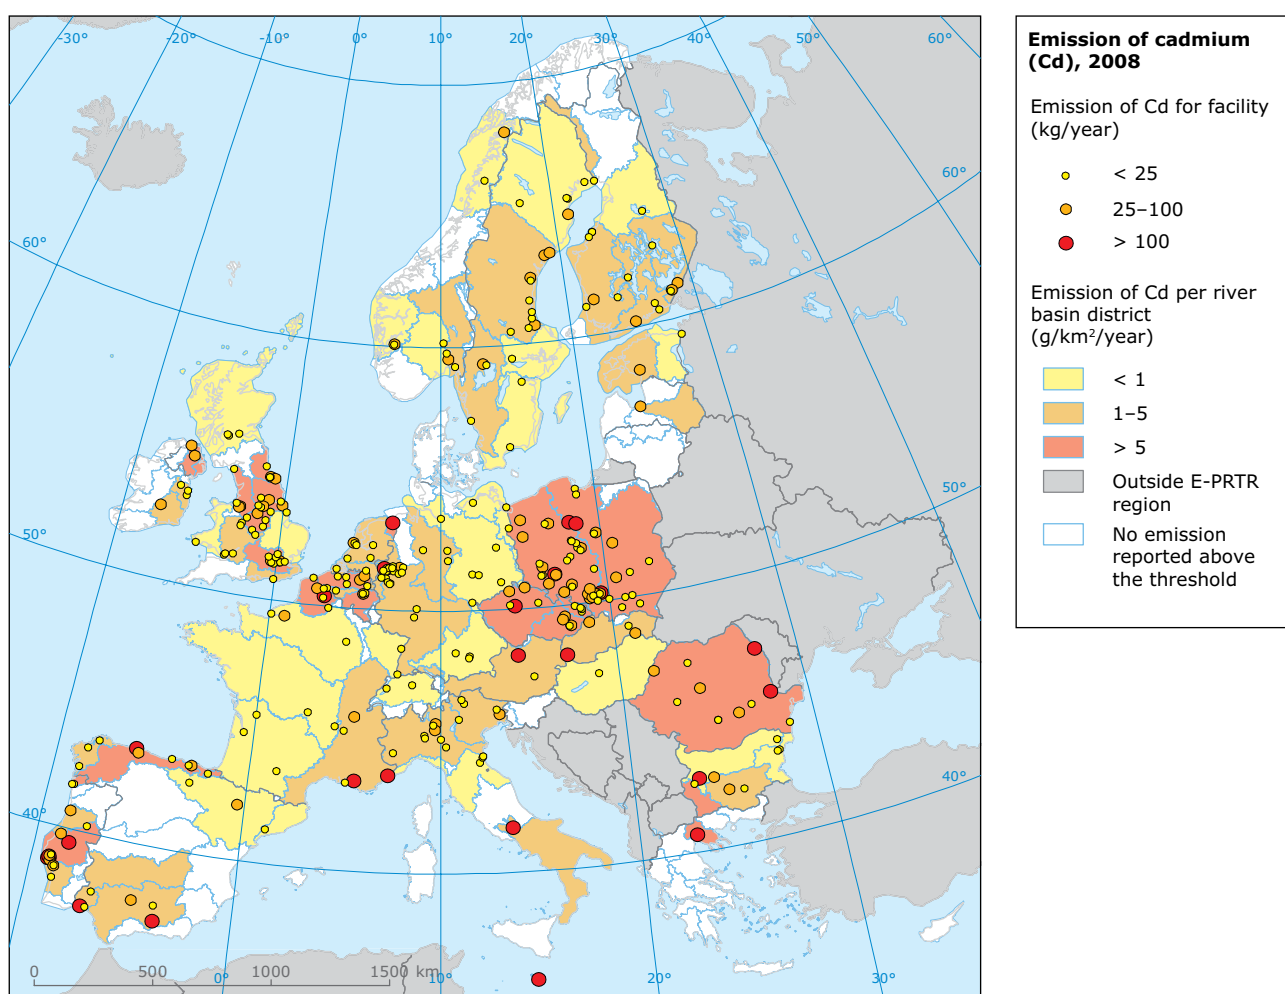 -30°
-20°
-10°
0°
10°
20°
30°
40°
50°
60°
60°
60°
50°
50°
40°
40°
0
500
1000
1500 km
0°
10°
20°
30°
Emission of cadmium
(Cd), 2008
Emission of Cd for facility
(kg/year)
< 25
25–100
> 100
Emission of Cd per river
basin district
(g/km²/year)
< 1
1–5
> 5
Outside E-PRTR
region
No emission
reported above
the threshold